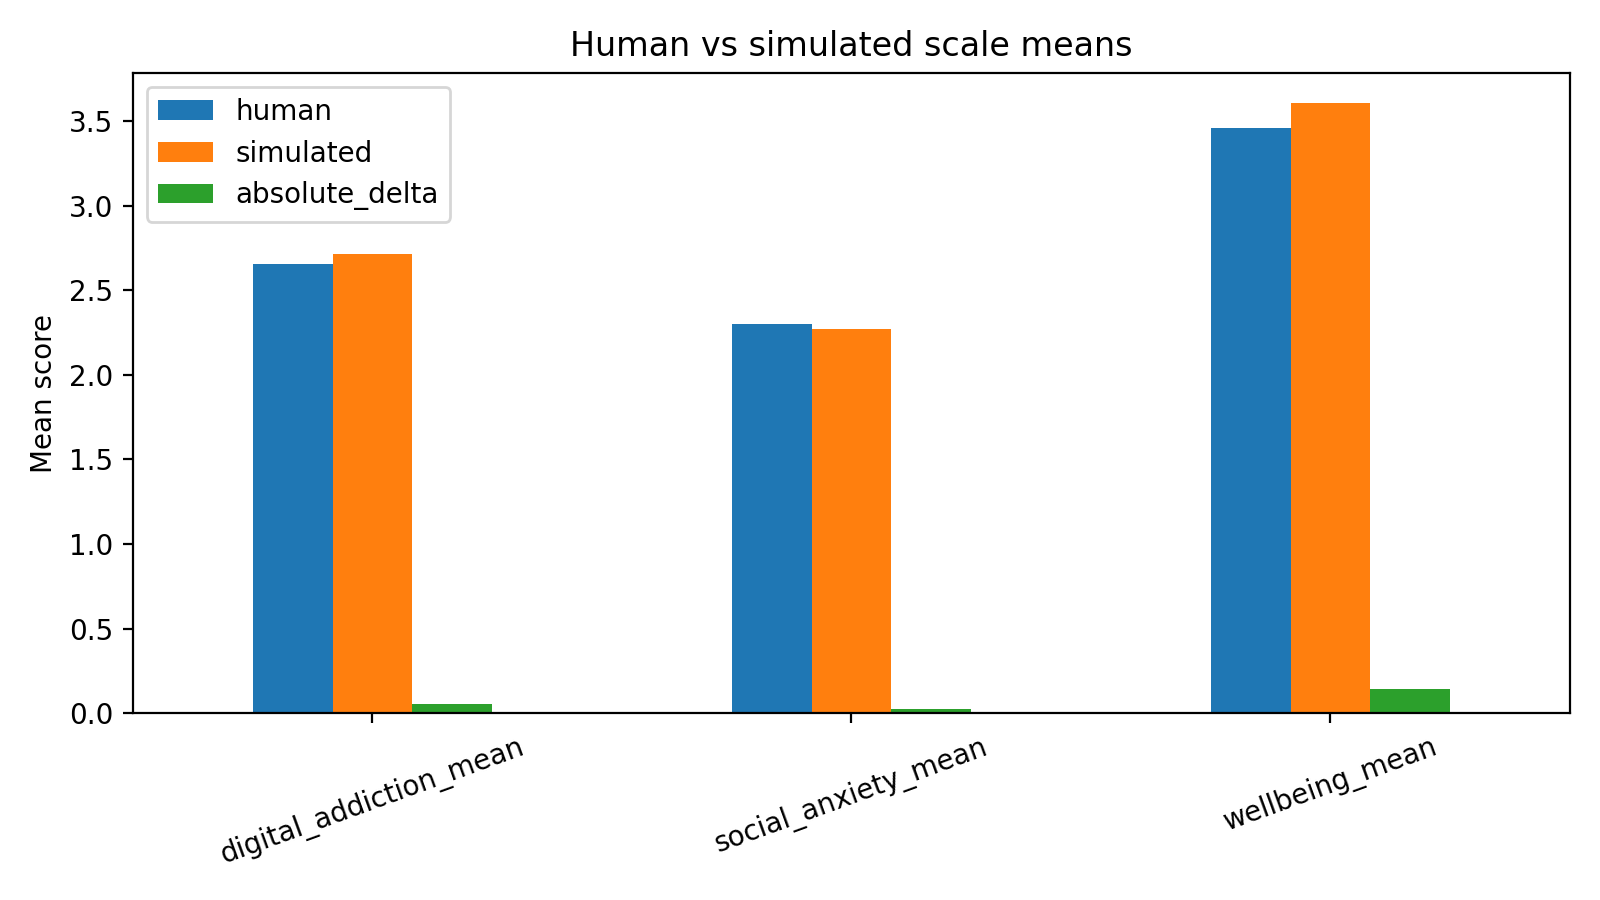 Human vs simulated scale means
human
simulated
absolute_delta
Mean score
3.5
3.0
2.5
2.0
1.5
1.0
0.5
0.0
digital_addiction_mean
social_anxiety_mean
wellbeing_mean